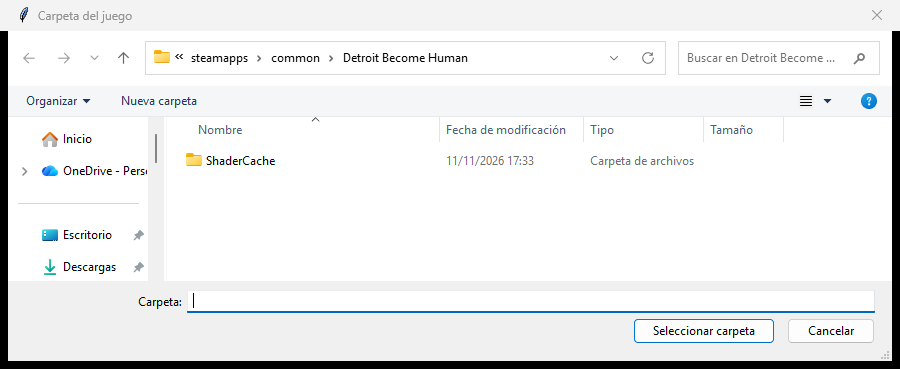 Carpeta del juego
« steamapps > common > Detroit Become Human
Buscar en Detroit Become ...
Organizar Nueva carpeta
Nombre Fecha de modificación Tipo Tamaño
Inicio
ShaderCache 11/11/2026 17:33 Carpeta de archivos
OneDrive - Perso
Escritorio
Descargas
Carpeta:
Seleccionar carpeta Cancelar